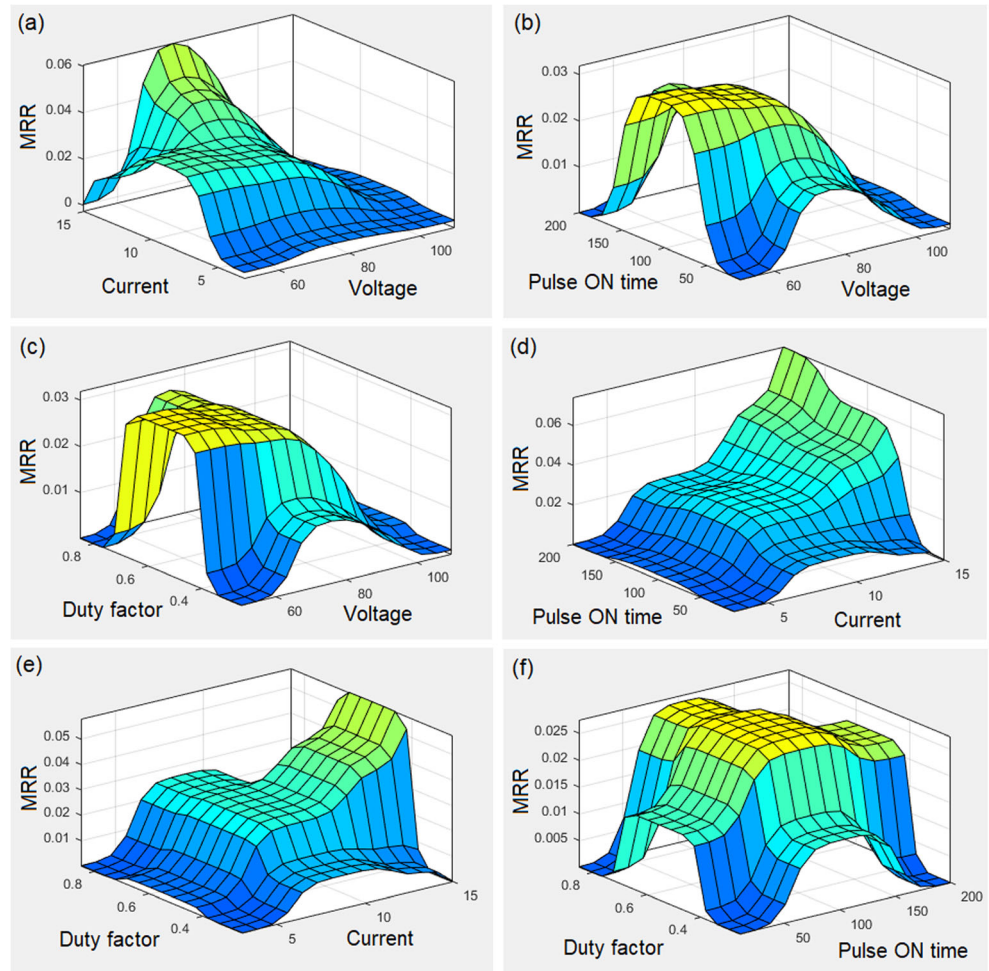 (a)
MRR
0.06
0.04
0.02
0
15
10
5
Current
60
80
100
Voltage
(b)
MRR
0.03
0.02
0.01
200
150
100
50
Pulse ON time
60
80
100
Voltage
(c)
MRR
0.03
0.02
0.01
0.8
0.6
0.4
Duty factor
60
80
100
Voltage
(d)
MRR
0.06
0.04
0.02
200
150
100
50
Pulse ON time
5
10
15
Current
(e)
MRR
0.05
0.04
0.03
0.02
0.01
0.8
0.6
0.4
Duty factor
5
10
15
Current
(f)
MRR
0.025
0.02
0.015
0.01
0.005
0.8
0.6
0.4
Duty factor
50
100
150
200
Pulse ON time